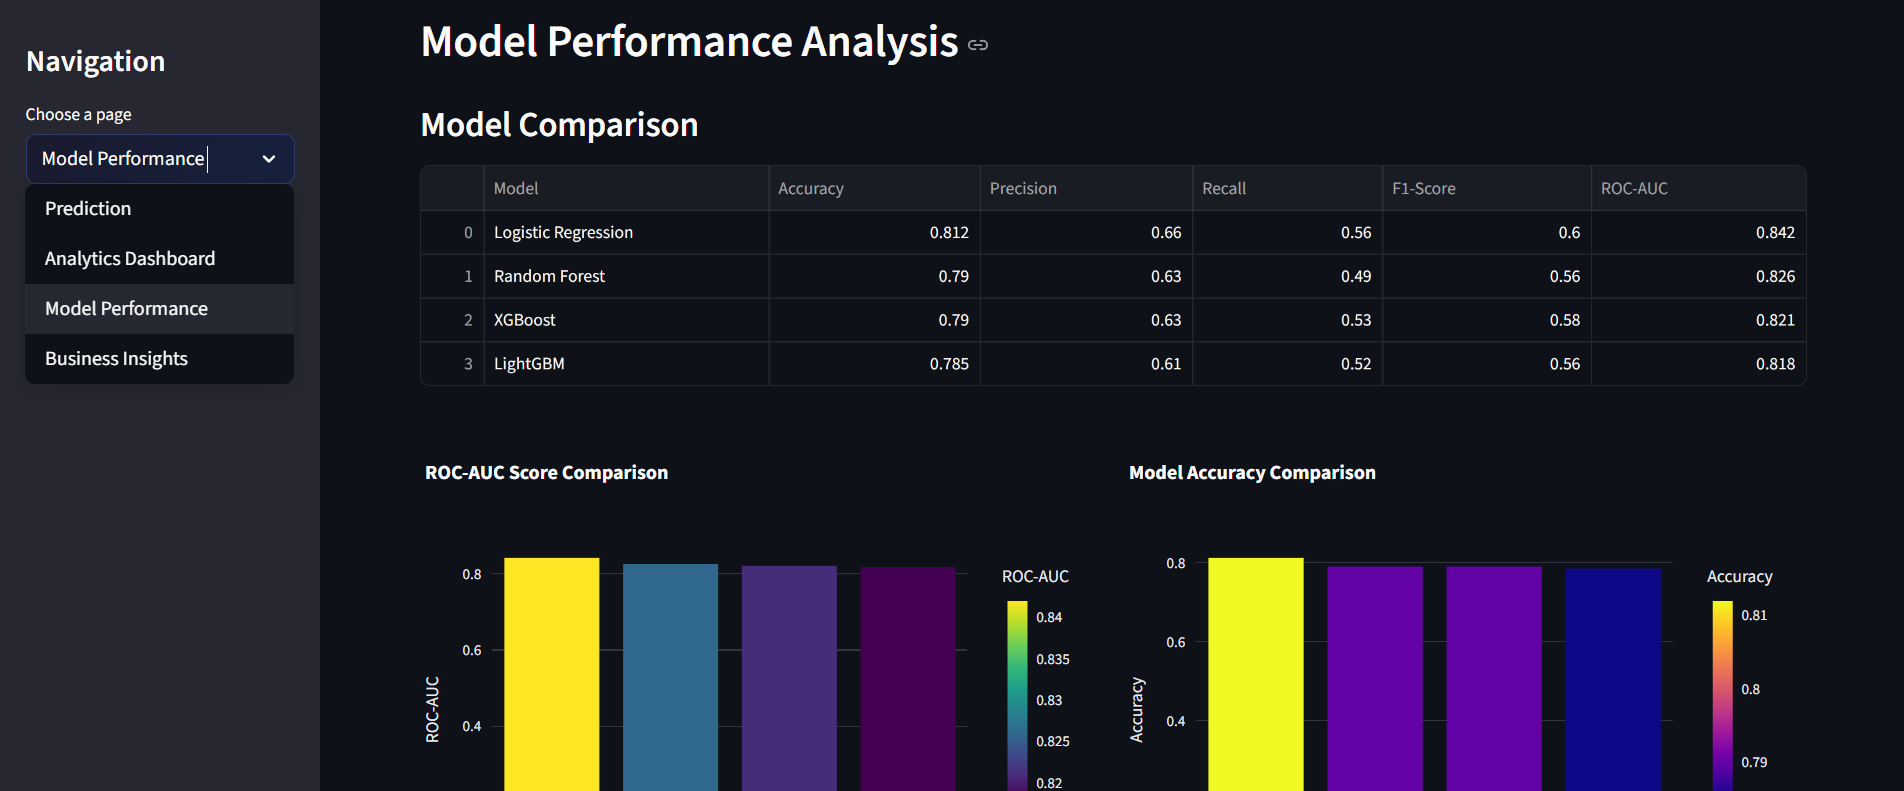 Navigation
Choose a page
Model Performance
Prediction
Analytics Dashboard
Model Performance
Business Insights
Model Performance Analysis
Model Comparison
Model Accuracy Precision Recall F1-Score ROC-AUC
0 Logistic Regression 0.812 0.66 0.56 0.6 0.842
1 Random Forest 0.79 0.63 0.49 0.56 0.826
2 XGBoost 0.79 0.63 0.53 0.58 0.821
3 LightGBM 0.785 0.61 0.52 0.56 0.818
ROC-AUC Score Comparison
0.8
0.6
0.4
ROC-AUC
ROC-AUC
0.84
0.835
0.83
0.825
0.82
Model Accuracy Comparison
0.8
0.6
0.4
Accuracy
Accuracy
0.81
0.8
0.79